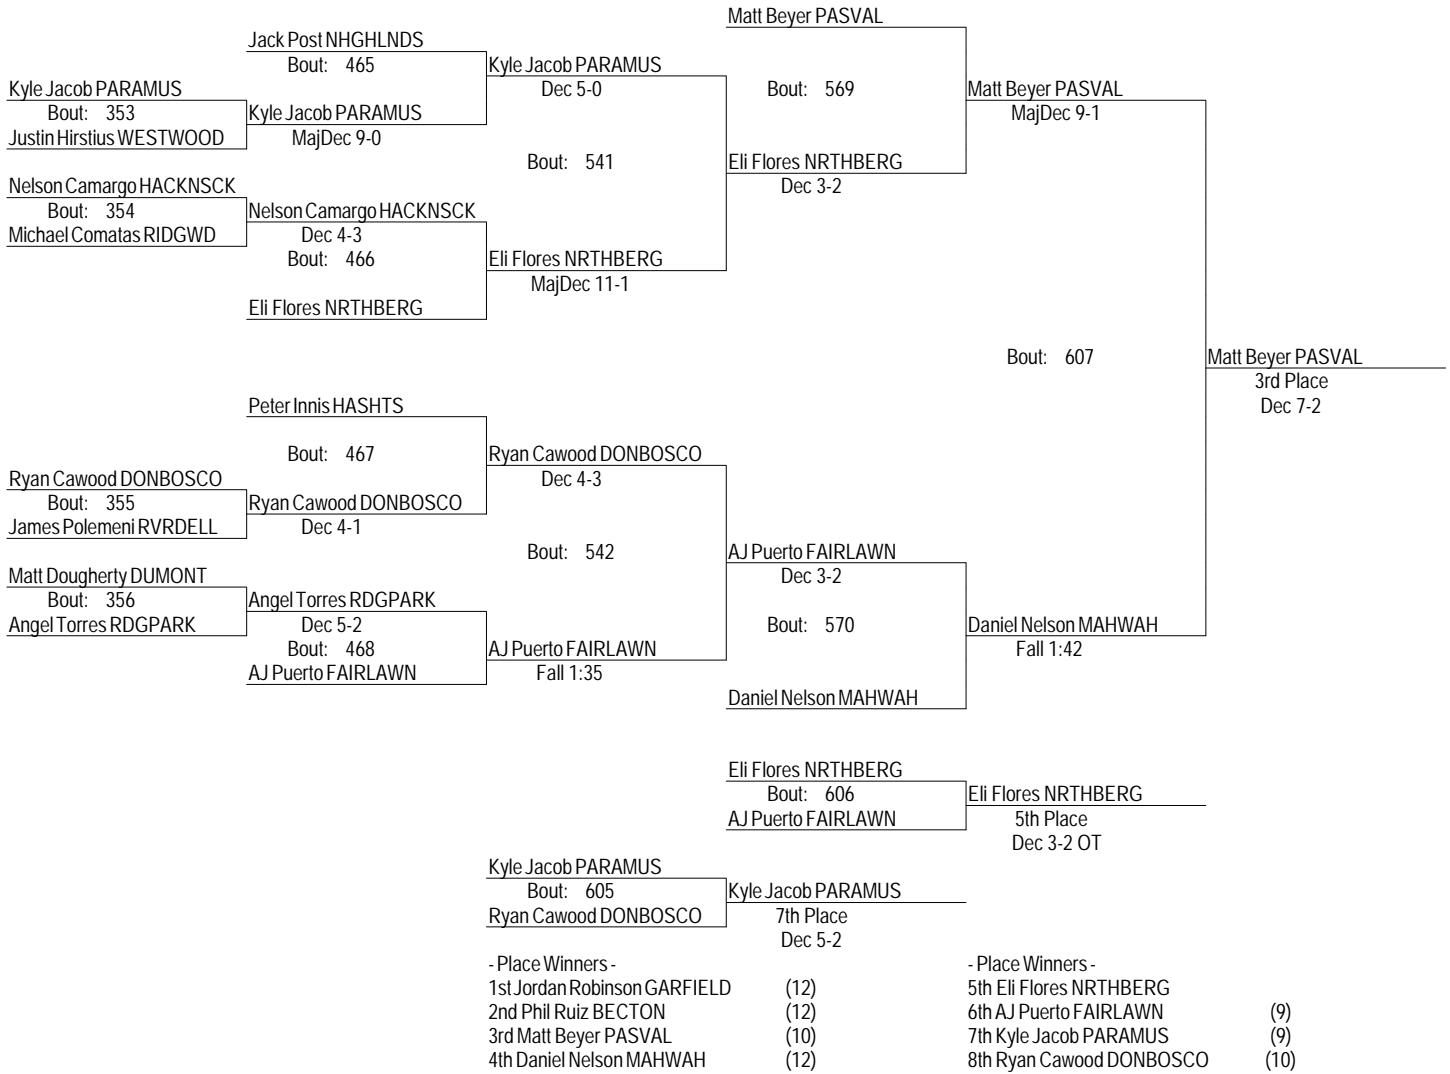 Matt Beyer PASVAL
Jack Post NHGHLNDS
Bout: 465
Kyle Jacob PARAMUS
Kyle Jacob PARAMUS
Dec 5-0
Bout: 569
Matt Beyer PASVAL
Bout: 353
Kyle Jacob PARAMUS
MajDec 9-1
Justin Hirstius WESTWOOD
MajDec 9-0
Bout: 541
Eli Flores NRTHBERG
Nelson Camargo HACKNSCK
Dec 3-2
Bout: 354
Nelson Camargo HACKNSCK
Michael Comatas RIDGWD
Dec 4-3
Bout: 466
Eli Flores NRTHBERG
MajDec 11-1
Eli Flores NRTHBERG
Bout: 607
Matt Beyer PASVAL
3rd Place
Dec 7-2
Peter Innis HASHTS
Bout: 467
Ryan Cawood DONBOSCO
Ryan Cawood DONBOSCO
Dec 4-3
Bout: 355
Ryan Cawood DONBOSCO
James Polemeni RVRDELL
Dec 4-1
Bout: 542
AJ Puerto FAIRLAWN
Matt Dougherty DUMONT
Dec 3-2
Bout: 356
Angel Torres RDGPARK
Angel Torres RDGPARK
Dec 5-2
Bout: 570
Daniel Nelson MAHWAH
Bout: 468
AJ Puerto FAIRLAWN
Fall 1:42
AJ Puerto FAIRLAWN
Fall 1:35
Daniel Nelson MAHWAH
Eli Flores NRTHBERG
Bout: 606
Eli Flores NRTHBERG
AJ Puerto FAIRLAWN
5th Place
Dec 3-2 OT
Kyle Jacob PARAMUS
Bout: 605
Kyle Jacob PARAMUS
Ryan Cawood DONBOSCO
7th Place
Dec 5-2
- Place Winners -
1st Jordan Robinson GARFIELD (12)
2nd Phil Ruiz BECTON (12)
3rd Matt Beyer PASVAL (10)
4th Daniel Nelson MAHWAH (12)
- Place Winners -
5th Eli Flores NRTHBERG
6th AJ Puerto FAIRLAWN (9)
7th Kyle Jacob PARAMUS (9)
8th Ryan Cawood DONBOSCO (10)